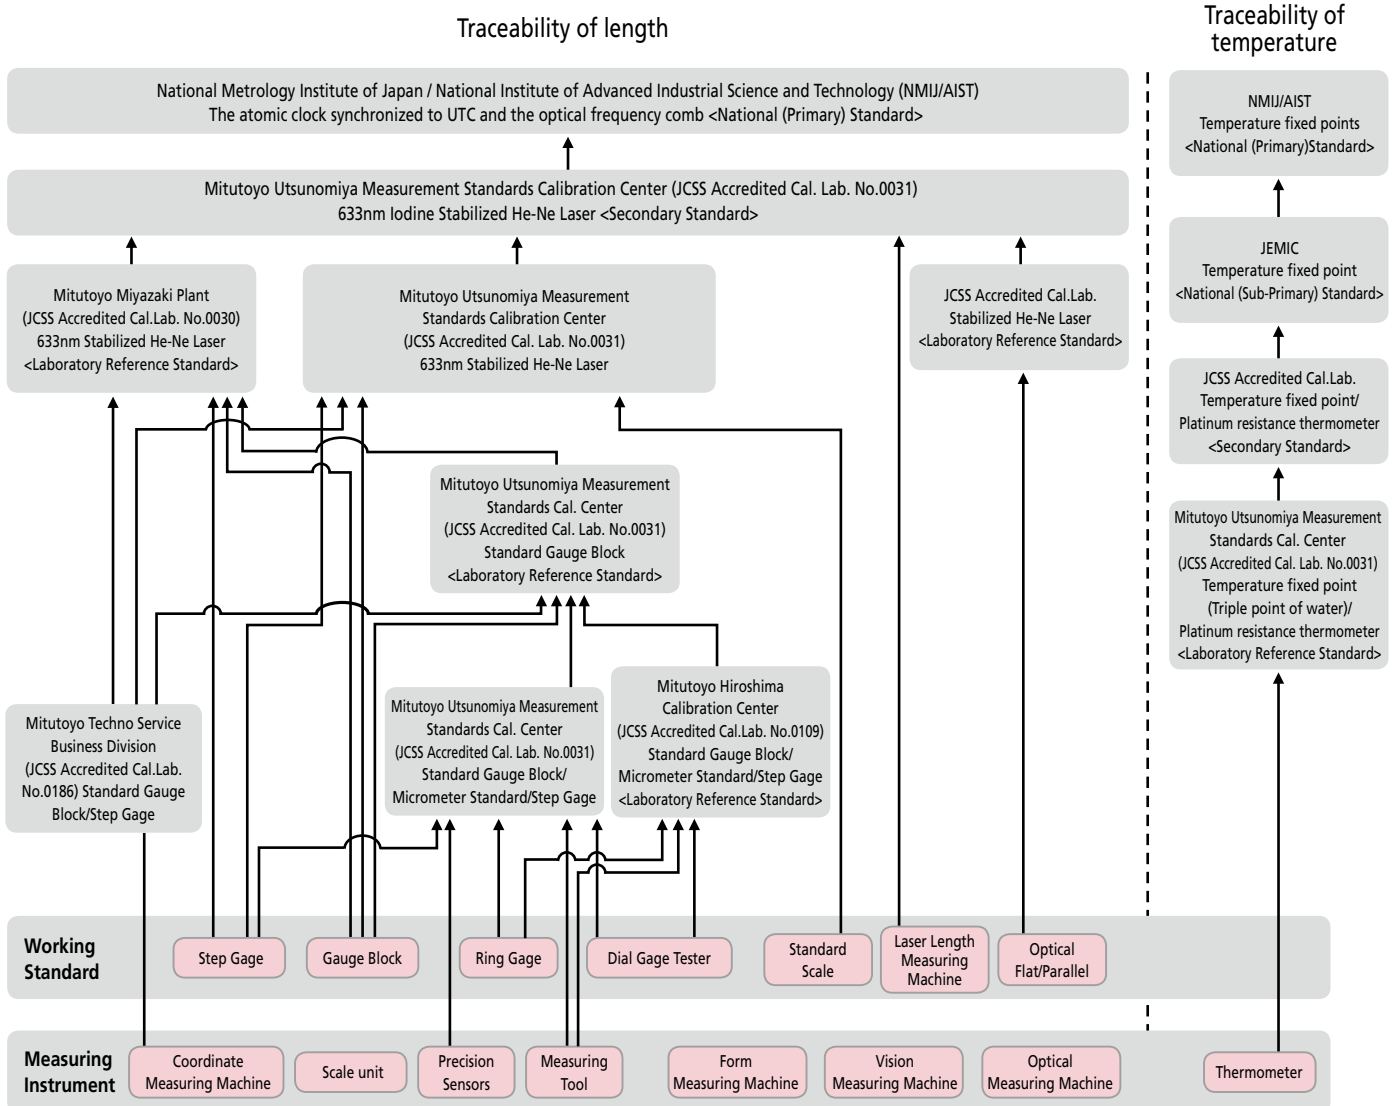 Traceability of length
Traceability of
temperature
National Metrology Institute of Japan / National Institute of Advanced Industrial Science and Technology (NMIJ/AIST)
The atomic clock synchronized to UTC and the optical frequency comb <National (Primary) Standard>
NMIJ/AIST
Temperature fixed points
<National (Primary)Standard>
Mitutoyo Utsunomiya Measurement Standards Calibration Center (JCSS Accredited Cal. Lab. No.0031)
633nm Iodine Stabilized He-Ne Laser <Secondary Standard>
JEMIC
Temperature fixed point
<National (Sub-Primary) Standard>
Mitutoyo Miyazaki Plant
(JCSS Accredited Cal.Lab. No.0030)
633nm Stabilized He-Ne Laser
<Laboratory Reference Standard>
Mitutoyo Utsunomiya Measurement
Standards Calibration Center
(JCSS Accredited Cal. Lab. No.0031)
633nm Stabilized He-Ne Laser
JCSS Accredited Cal.Lab.
Stabilized He-Ne Laser
<Laboratory Reference Standard>
JCSS Accredited Cal.Lab.
Temperature fixed point/
Platinum resistance thermometer
<Secondary Standard>
Mitutoyo Utsunomiya Measurement
Standards Cal. Center
(JCSS Accredited Cal. Lab. No.0031)
Standard Gauge Block
<Laboratory Reference Standard>
Mitutoyo Utsunomiya Measurement
Standards Cal. Center
(JCSS Accredited Cal. Lab. No.0031)
Temperature fixed point
(Triple point of water)/
Platinum resistance thermometer
<Laboratory Reference Standard>
Mitutoyo Techno Service
Business Division
(JCSS Accredited Cal.Lab.
No.0186) Standard Gauge
Block/Step Gage
Mitutoyo Utsunomiya Measurement
Standards Cal. Center
(JCSS Accredited Cal. Lab. No.0031)
Standard Gauge Block/
Micrometer Standard/Step Gage
Mitutoyo Hiroshima
Calibration Center
(JCSS Accredited Cal.Lab. No.0109)
Standard Gauge Block/
Micrometer Standard/Step Gage
<Laboratory Reference Standard>
Working
Standard
Step Gage
Gauge Block
Ring Gage
Dial Gage Tester
Standard
Scale
Laser Length
Measuring
Machine
Optical
Flat/Parallel
Measuring
Instrument
Coordinate
Measuring Machine
Scale unit
Precision
Sensors
Measuring
Tool
Form
Measuring Machine
Vision
Measuring Machine
Optical
Measuring Machine
Thermometer